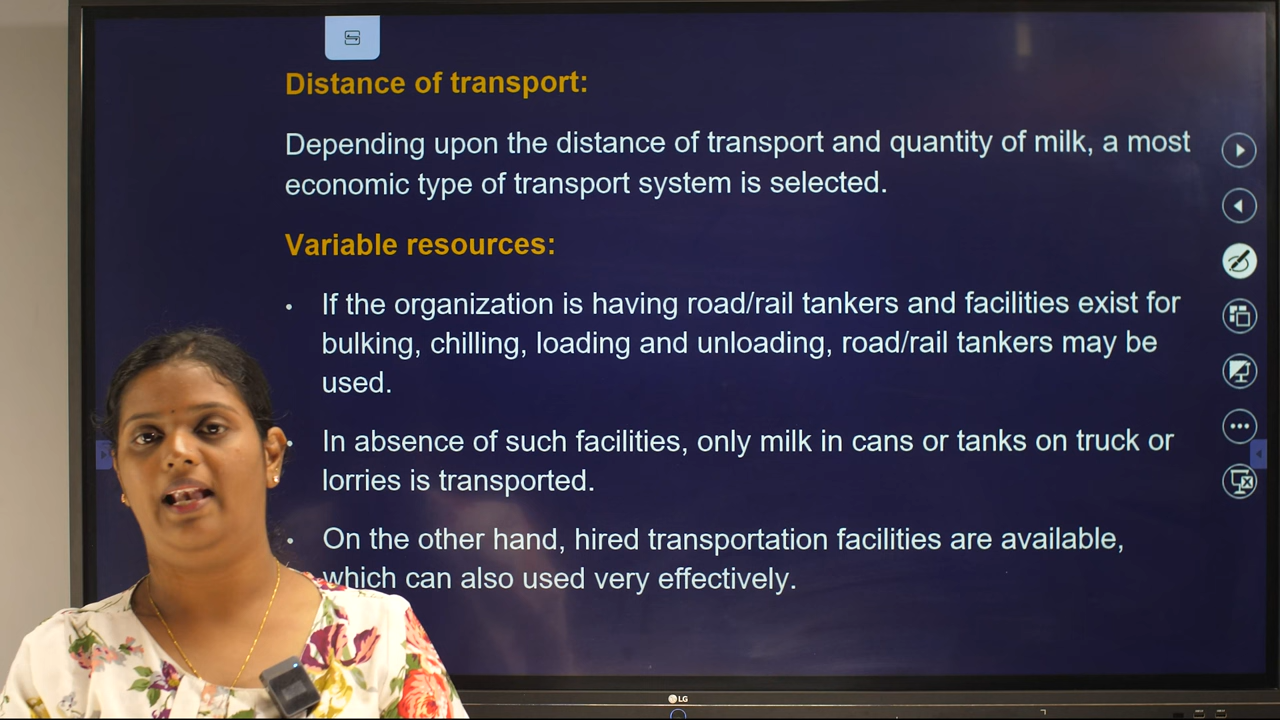 Distance of transport:
Depending upon the distance of transport and quantity of milk, a most
economic type of transport system is selected.
Variable resources:
• If the organization is having road/rail tankers and facilities exist for
bulking, chilling, loading and unloading, road/rail tankers may be
used.
• In absence of such facilities, only milk in cans or tanks on truck or
lorries is transported.
• On the other hand, hired transportation facilities are available,
which can also used very effectively.
LG